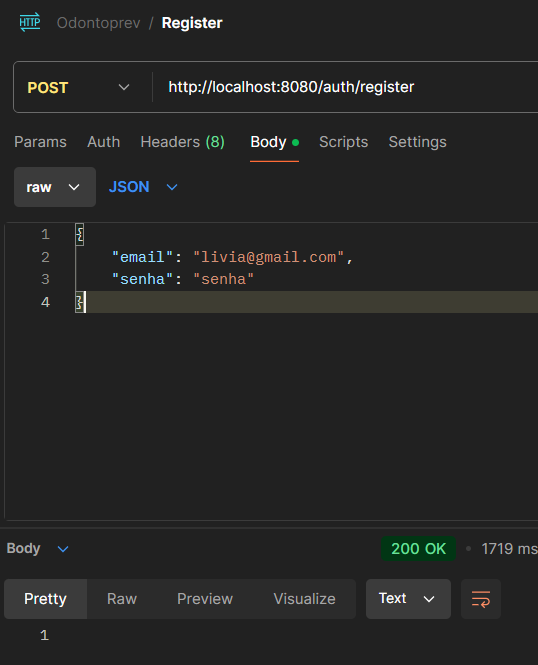 HTTP Odontoprev / Register
POST http://localhost:8080/auth/register
Params Auth Headers (8) Body Scripts Settings
raw JSON
1 {
2 "email": "livia@gmail.com",
3 "senha": "senha"
4 }
Body 200 OK • 1719 ms
Pretty Raw Preview Visualize Text
1